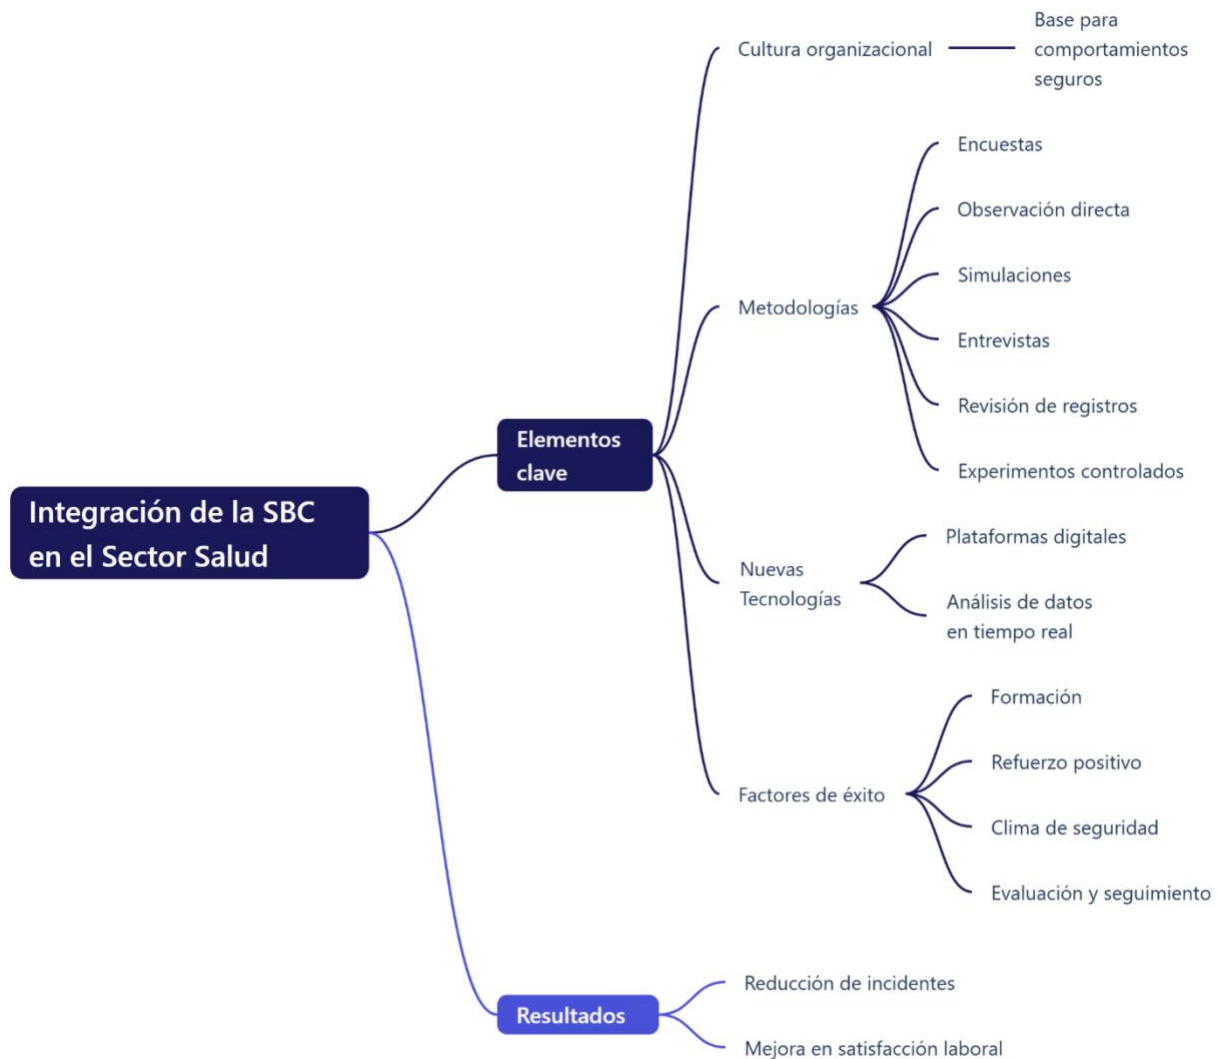 Integración de la SBC
en el Sector Salud
Elementos
clave
Cultura organizacional
Base para
comportamientos
seguros
Metodologías
Encuestas
Observación directa
Simulaciones
Entrevistas
Revisión de registros
Experimentos controlados
Nuevas
Tecnologías
Plataformas digitales
Análisis de datos
en tiempo real
Factores de éxito
Formación
Refuerzo positivo
Clima de seguridad
Evaluación y seguimiento
Resultados
Reducción de incidentes
Mejora en satisfacción laboral